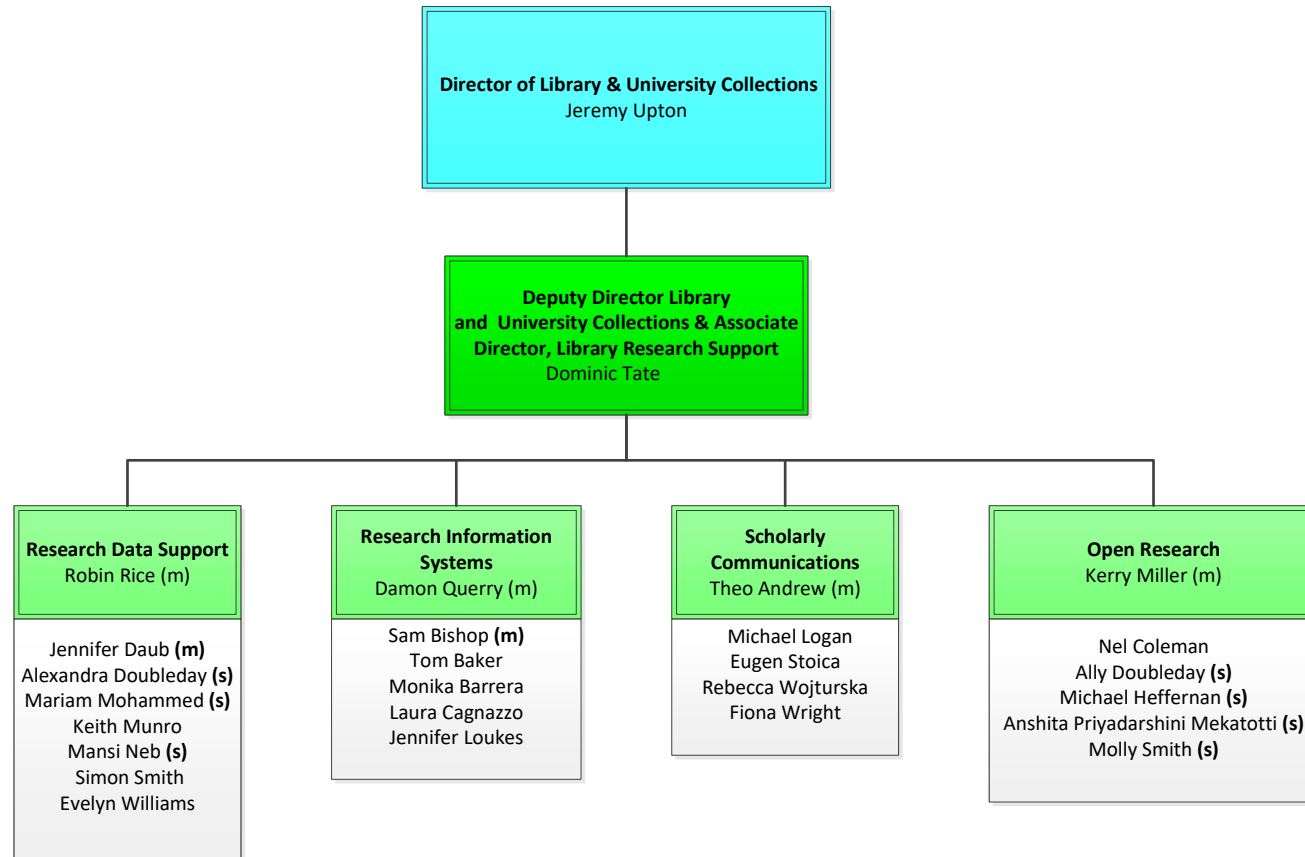 Director of Library & University Collections
Jeremy Upton
Deputy Director Library
and University Collections & Associate
Director, Library Research Support
Dominic Tate
Research Data Support
Robin Rice (m)
Jennifer Daub (m)
Alexandra Doubleday (s)
Mariam Mohammed (s)
Keith Munro
Mansi Neb (s)
Simon Smith
Evelyn Williams
Research Information
Systems
Damon Querry (m)
Sam Bishop (m)
Tom Baker
Monika Barrera
Laura Cagnazzo
Jennifer Loukes
Scholarly
Communications
Theo Andrew (m)
Michael Logan
Eugen Stoica
Rebecca Wojturska
Fiona Wright
Open Research
Kerry Miller (m)
Nel Coleman
Ally Doubleday (s)
Michael Heffernan (s)
Anshita Priyadarshini Mekatotti (s)
Molly Smith (s)